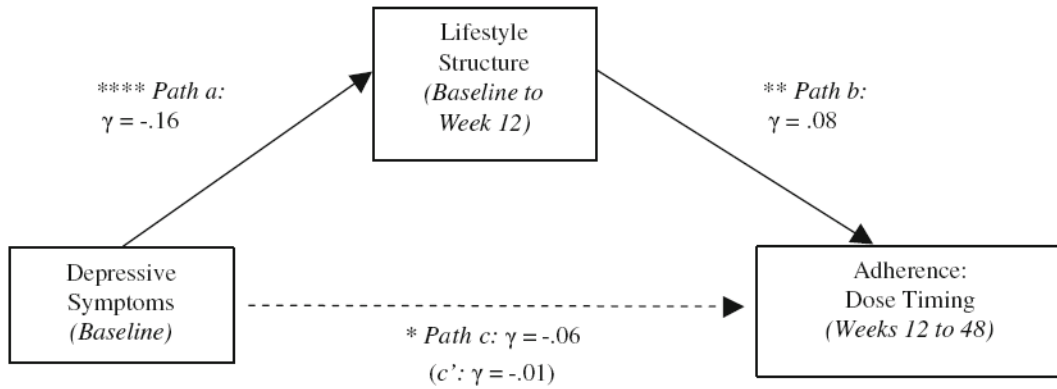 Lifestyle
Structure
(Baseline to
Week 12)
**** Path a:
γ = -.16
** Path b:
γ = .08
Depressive
Symptoms
(Baseline)
Adherence:
Dose Timing
(Weeks 12 to 48)
* Path c: γ = -.06
(c’: γ = -.01)